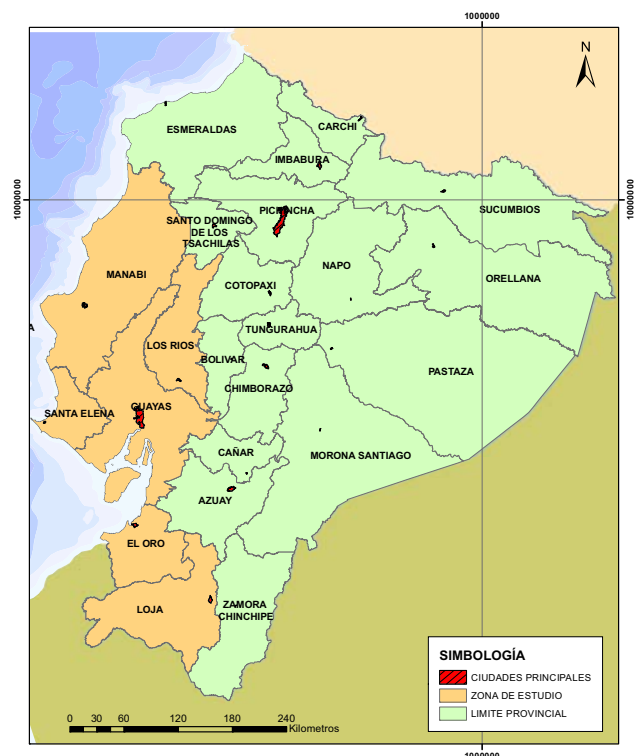 1000000
N
ESMERALDAS
CARCHI
IMBABURA
10000000
10000000
PICHINCHA
SUCUMBIOS
SANTO DOMINGO
DE LOS
TSACHILAS
MANABI
NAPO
ORELLANA
COTOPAXI
A
TUNGURAHUA
LOS RIOS
BOLIVAR
PASTAZA
CHIMBORAZO
SANTA ELENA
GUAYAS
CAÑAR
MORONA SANTIAGO
AZUAY
EL ORO
LOJA
ZAMORA
CHINCHIPE
SIMBOLOGÍA
CIUDADES PRINCIPALES
ZONA DE ESTUDIO
LIMITE PROVINCIAL
0 30 60 120 180 240
Kilometros
1000000